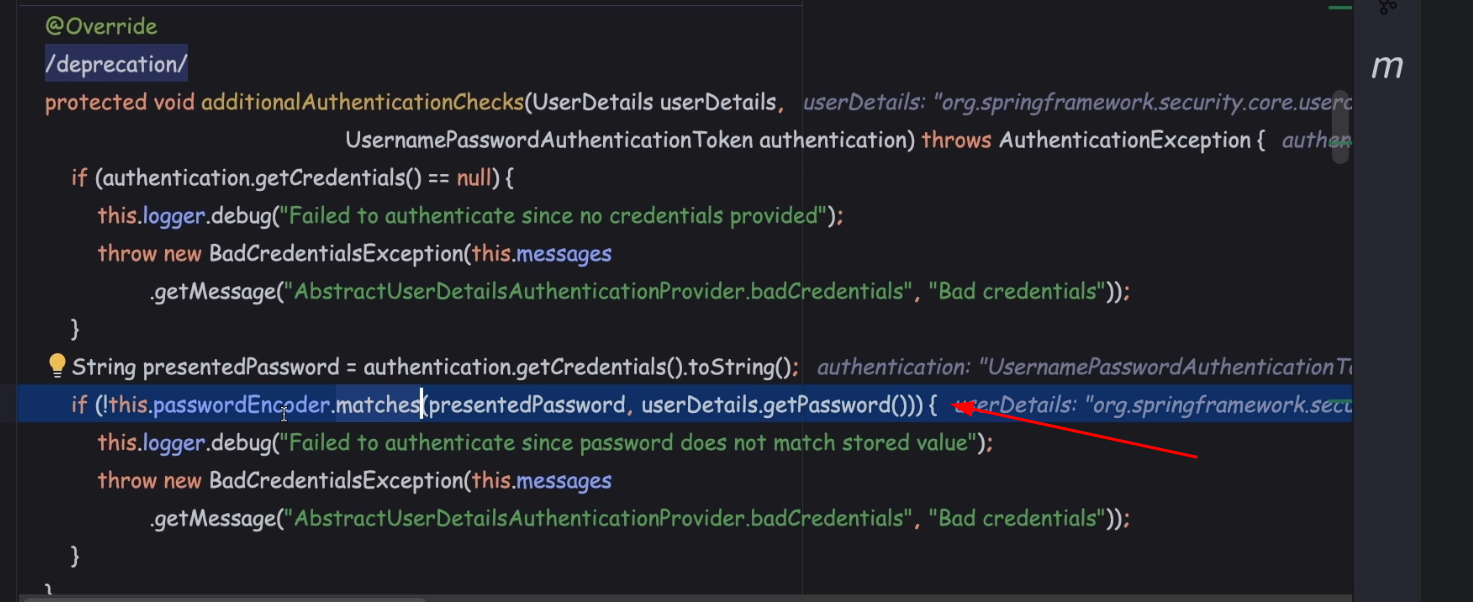 @Override
/deprecation/
protected void additionalAuthenticationChecks(UserDetails userDetails, userDetails: "org.springframework.security.core.userd
UsernamePasswordAuthenticationToken authentication) throws AuthenticationException { authen
if (authentication.getCredentials() == null) {
this.logger.debug("Failed to authenticate since no credentials provided");
throw new BadCredentialsException(this.messages
.getMessage("AbstractUserDetailsAuthenticationProvider.badCredentials", "Bad credentials"));
}
String presentedPassword = authentication.getCredentials().toString(); authentication: "UsernamePasswordAuthenticationTo
if (!this.passwordEncoder.matches(presentedPassword, userDetails.getPassword())) { userDetails: "org.springframework.secu
this.logger.debug("Failed to authenticate since password does not match stored value");
throw new BadCredentialsException(this.messages
.getMessage("AbstractUserDetailsAuthenticationProvider.badCredentials", "Bad credentials"));
}
}
m